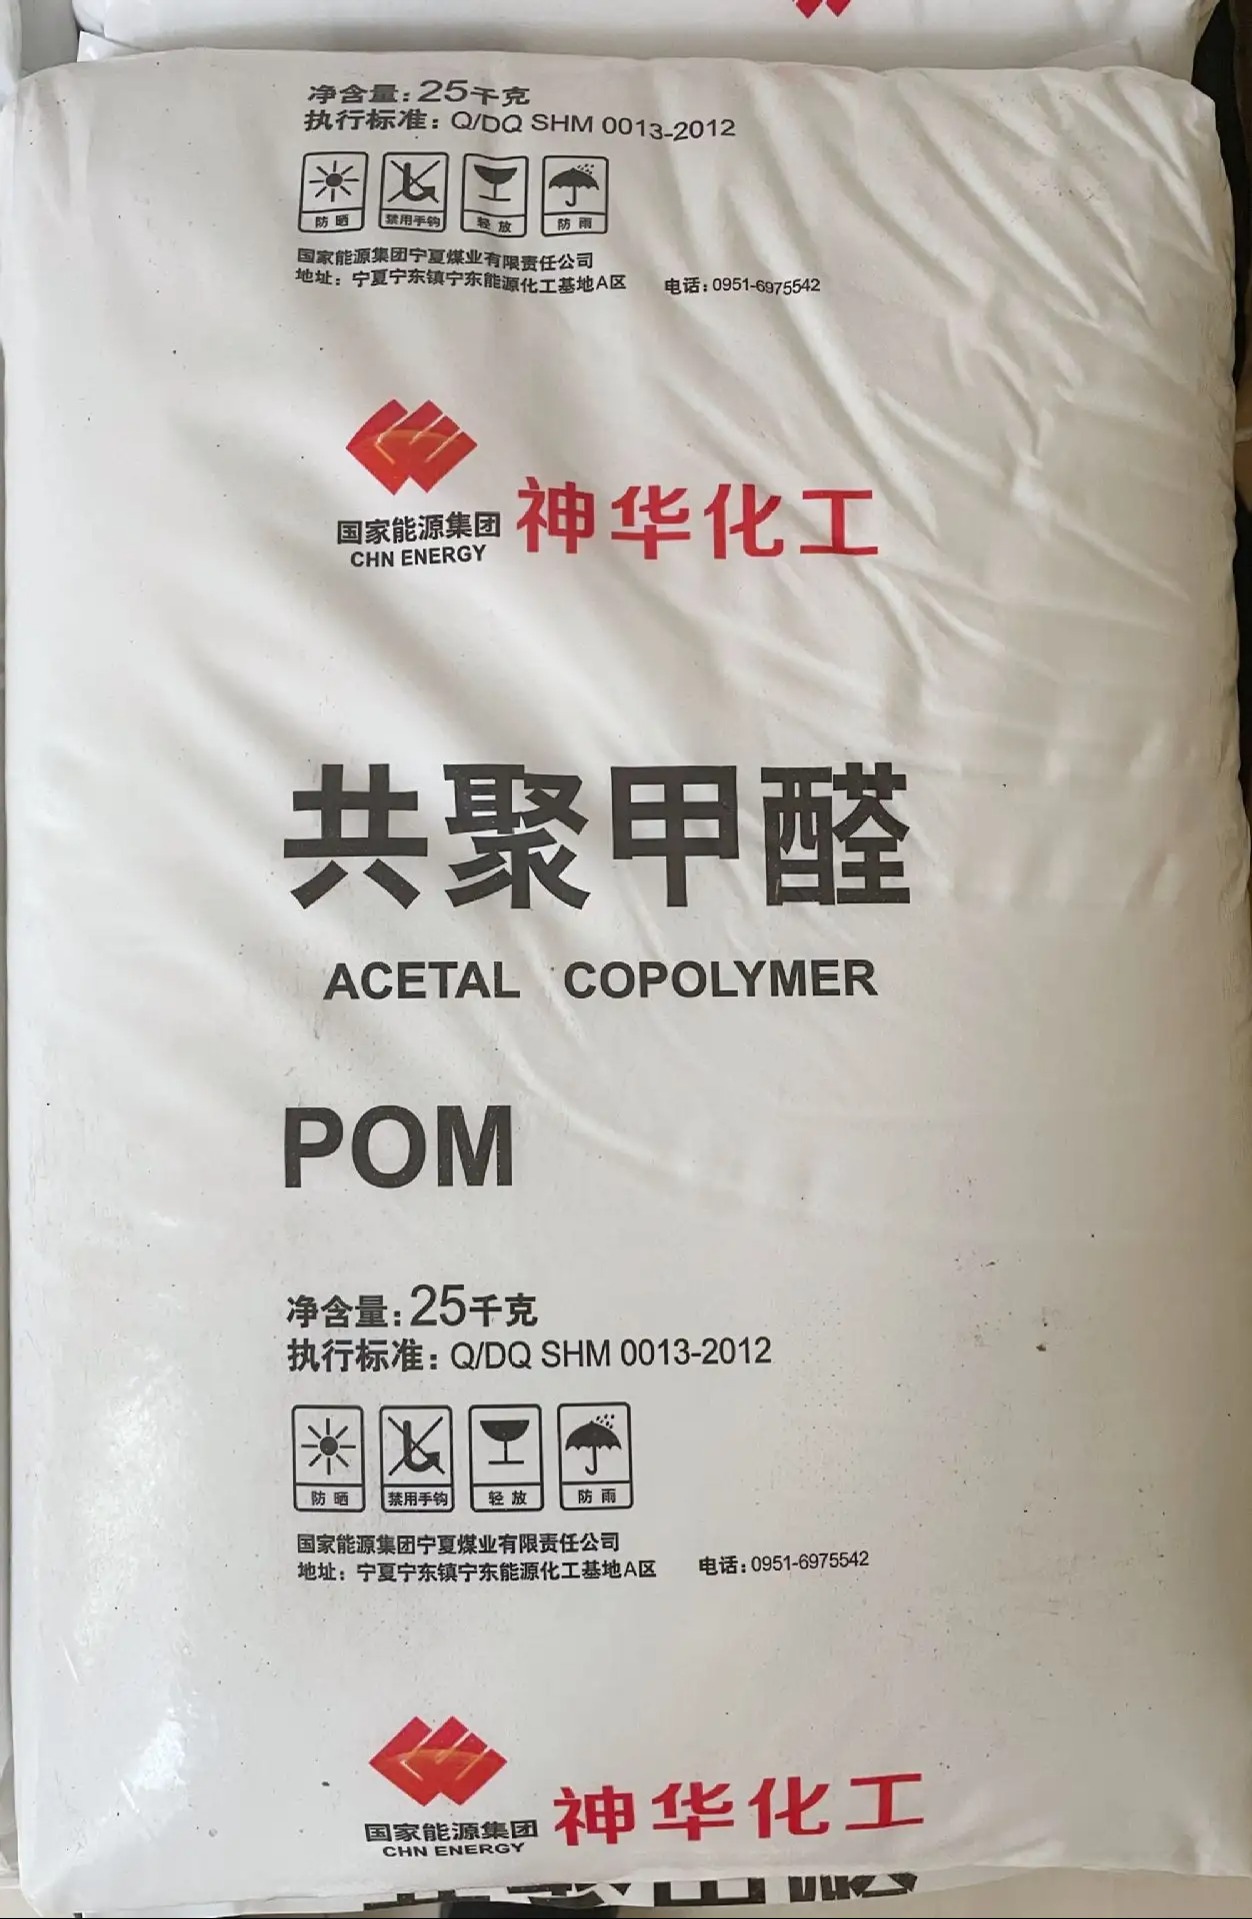 净含量:25千克
执行标准:Q/DQ SHM 0013-2012
防晒 禁用手钩 轻放 防雨
国家能源集团宁夏煤业有限责任公司
地址:宁夏宁东镇宁东能源化工基地A区 电话:0951-6975542
国家能源集团 神华化工
CHN ENERGY
共聚甲醛
ACETAL COPOLYMER
POM
净含量:25千克
执行标准:Q/DQ SHM 0013-2012
防晒 禁用手钩 轻放 防雨
国家能源集团宁夏煤业有限责任公司
地址:宁夏宁东镇宁东能源化工基地A区 电话:0951-6975542
国家能源集团 神华化工
CHN ENERGY